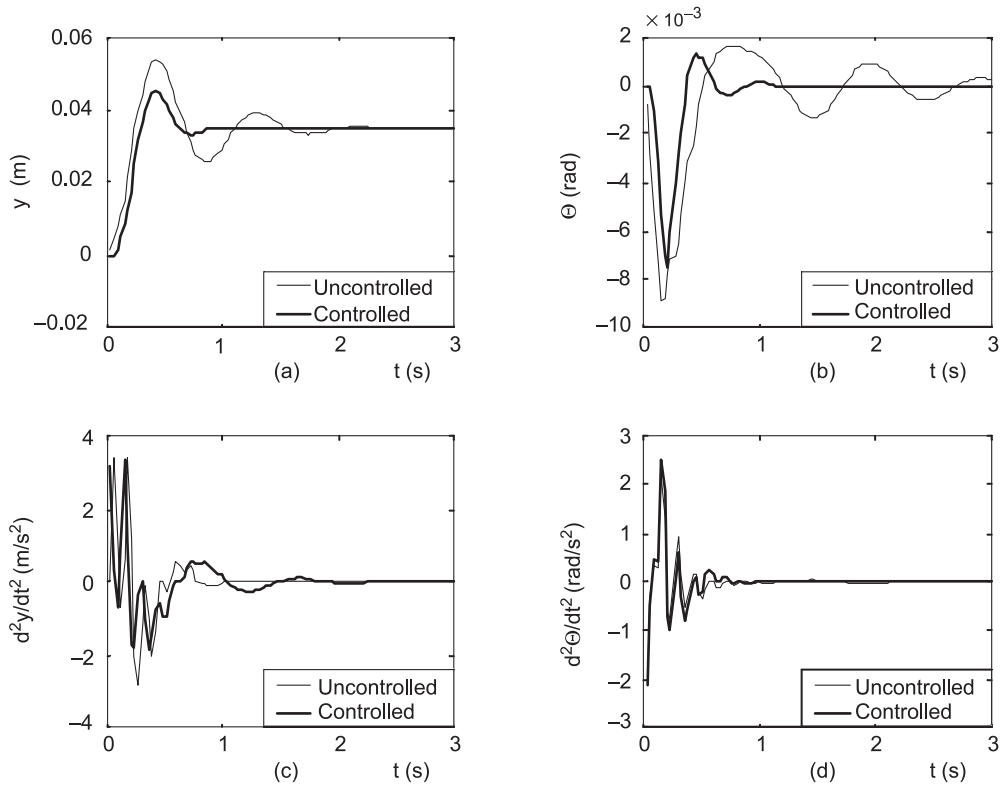 y (m)
0.06
0.04
0.02
0
–0.02
Uncontrolled
Controlled
0 1 2 3
(a) t (s)
× 10–3
Θ (rad)
2
0
–2
–4
–6
–8
–10
Uncontrolled
Controlled
0 1 2 3
(b) t (s)
d2y/dt2 (m/s2)
4
2
0
–2
–4
Uncontrolled
Controlled
0 1 2 3
(c) t (s)
d2Θ/dt2 (rad/s2)
3
2
1
0
–1
–2
–3
Uncontrolled
Controlled
0 1 2 3
(d) t (s)